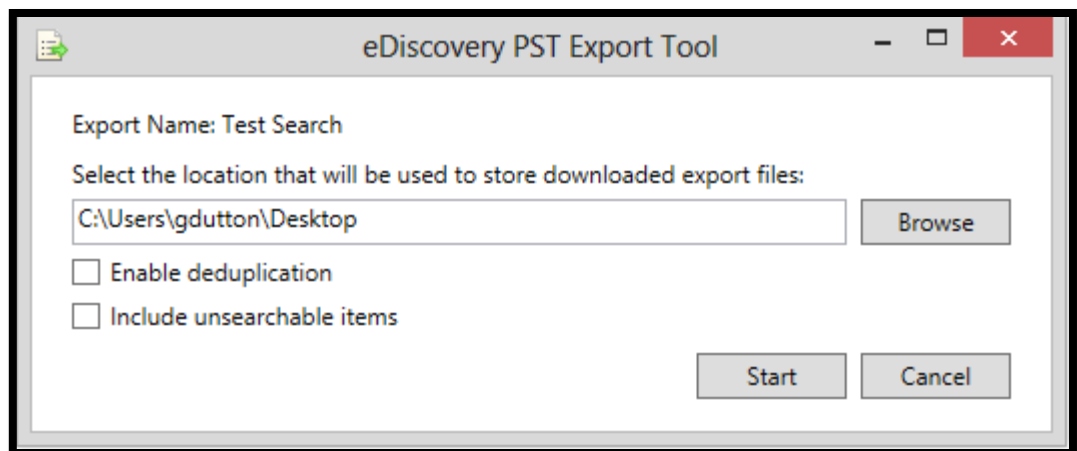 eDiscovery PST Export Tool
Export Name: Test Search
Select the location that will be used to store downloaded export files:
C:\Users\gdutton\Desktop
Browse
Enable deduplication
Include unsearchable items
Start
Cancel